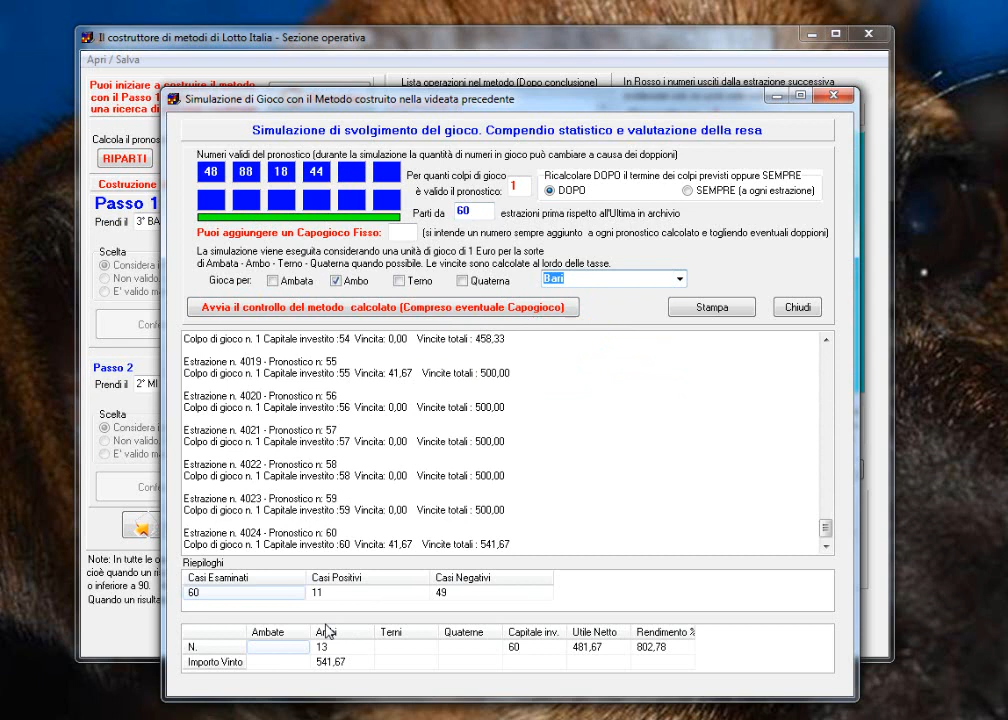 Il costruttore di metodi di Lotto Italia - Sezione operativa
Apri / Salva
Puoi iniziare a costruire il metodo
con il Passo 1
una ricerca di
Lista operazioni nel metodo (Dopo conclusione)
In Rosso i numeri usciti dalla estrazione successiva
Calcola il pronos
RIPARTI
Costruzione
Passo 1
Prendi il 3° BA
Scelta
Considera i
Non valido.
E' valido m
Conf
Passo 2
Prendi il 2° MI
Scelta
Considera i
Non valido.
E' valido m
Conf
Note: In tutte le o
cioè quando un ri
o inferiore a 90.
Quando un risulta
Simulazione di Gioco con il Metodo costruito nella videata precedente
Simulazione di svolgimento del gioco. Compendio statistico e valutazione della resa
Numeri validi del pronostico (durante la simulazione la quantità di numeri in gioco può cambiare a causa dei doppioni)
48 88 18 44
Per quanti colpi di gioco
è valido il pronostico: 1
Ricalcolare DOPO il termine dei colpi previsti oppure SEMPRE
DOPO SEMPRE (a ogni estrazione)
Parti da 60 estrazioni prima rispetto all'Ultima in archivio
Puoi aggiungere un Capogioco Fisso: (si intende un numero sempre aggiunto a ogni pronostico calcolato e togliendo eventuali doppioni)
La simulazione viene eseguita considerando una unità di gioco di 1 Euro per la sorte
di Ambata - Ambo - Terno - Quaterna quando possibile. Le vincite sono calcolate al lordo delle tasse.
Gioca per: Ambata Ambo Terno Quaterna Bari
Avvia il controllo del metodo calcolato (Compreso eventuale Capogioco) Stampa Chiudi
Colpo di gioco n. 1 Capitale investito :54 Vincita: 0,00 Vincite totali : 458,33
Estrazione n. 4019 - Pronostico n: 55
Colpo di gioco n. 1 Capitale investito :55 Vincita: 41,67 Vincite totali : 500,00
Estrazione n. 4020 - Pronostico n: 56
Colpo di gioco n. 1 Capitale investito :56 Vincita: 0,00 Vincite totali : 500,00
Estrazione n. 4021 - Pronostico n: 57
Colpo di gioco n. 1 Capitale investito :57 Vincita: 0,00 Vincite totali : 500,00
Estrazione n. 4022 - Pronostico n: 58
Colpo di gioco n. 1 Capitale investito :58 Vincita: 0,00 Vincite totali : 500,00
Estrazione n. 4023 - Pronostico n: 59
Colpo di gioco n. 1 Capitale investito :59 Vincita: 0,00 Vincite totali : 500,00
Estrazione n. 4024 - Pronostico n: 60
Colpo di gioco n. 1 Capitale investito :60 Vincita: 41,67 Vincite totali : 541,67
Riepiloghi
Casi Esaminati Casi Positivi Casi Negativi
60 11 49
Ambate Terni Quaterne Capitale inv. Utile Netto Rendimento %
N. 13 60 481,67 802,78
Importo Vinto 541,67